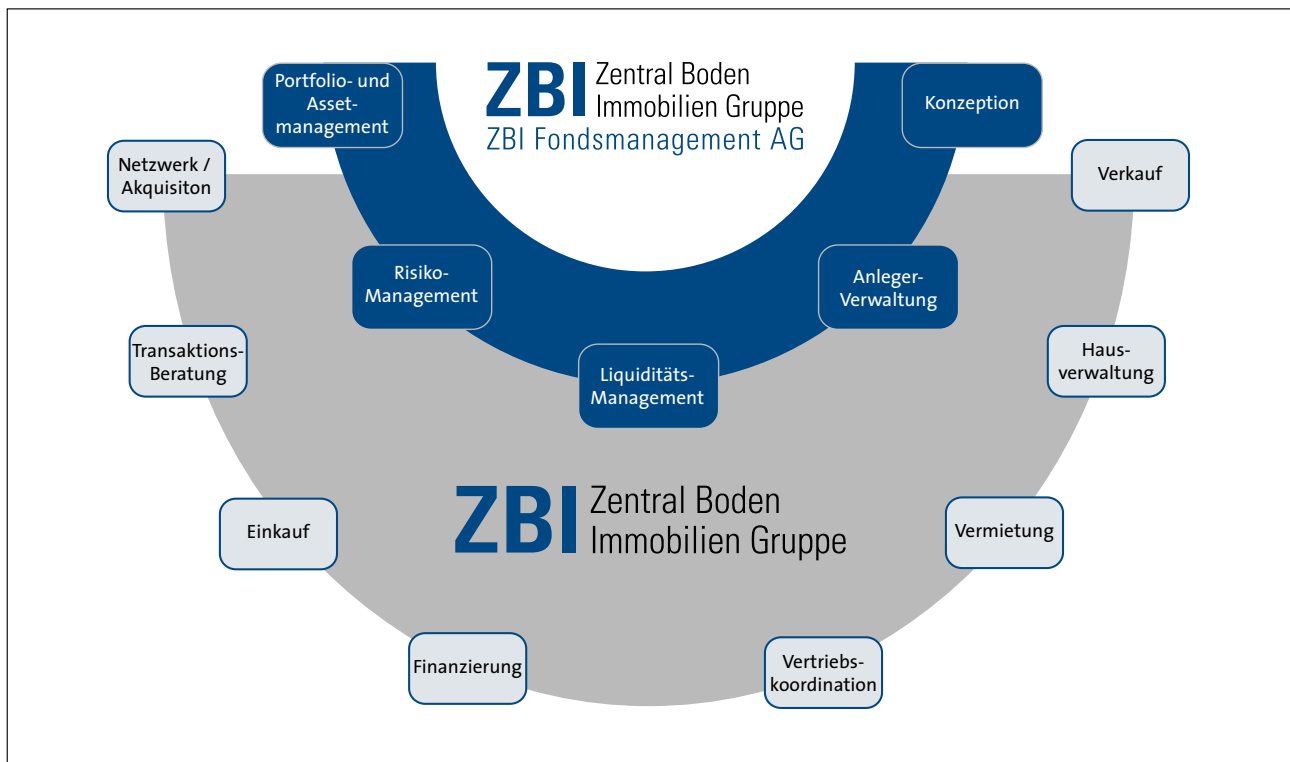 Portfolio- und
Asset-
management
ZBI Zentral Boden
Immobilien Gruppe
ZBI Fondsmanagement AG
Konzeption
Netzwerk /
Akquisiton
Verkauf
Risiko-
Management
Anleger-
Verwaltung
Transaktions-
Beratung
Liquiditäts-
Management
Haus-
verwaltung
ZBI Zentral Boden
Immobilien Gruppe
Einkauf
Vermietung
Finanzierung
Vertriebs-
koordination